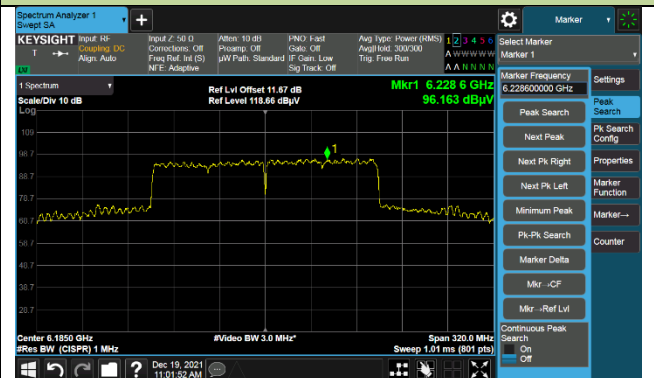 Spectrum Analyzer 1
Swept SA
+
Marker
KEYSIGHT
T
LXI
Input: RF
Coupling: DC
Align: Auto
Input Z: 50 Ω
Corrections: Off
Freq Ref: Int (S)
NFE: Adaptive
Atten: 10 dB
Preamp: Off
µW Path: Standard
PNO: Fast
Gate: Off
IF Gain: Low
Sig Track: Off
Avg Type: Power (RMS)
Avg|Hold: 300/300
Trig: Free Run
1 2 3 4 5 6
A W W W W W
A A N N N N
Select Marker
Marker 1
1 Spectrum
Scale/Div 10 dB
Log
Ref Lvl Offset 11.67 dB
Ref Level 118.66 dBµV
Mkr1 6.228 6 GHz
96.163 dBµV
109
98.7
88.7
78.7
68.7
58.7
48.7
38.7
28.7
1
Center 6.1850 GHz
#Res BW (CISPR) 1 MHz
#Video BW 3.0 MHz*
Span 320.0 MHz
Sweep 1.01 ms (801 pts)
Marker Frequency
6.228600000 GHz
Peak Search
Next Peak
Next Pk Right
Next Pk Left
Minimum Peak
Pk-Pk Search
Marker Delta
Mkr→CF
Mkr→Ref Lvl
Continuous Peak
Search
On
Off
Settings
Peak
Search
Pk Search
Config
Properties
Marker
Function
Marker→
Counter
?
Dec 19, 2021
11:01:52 AM